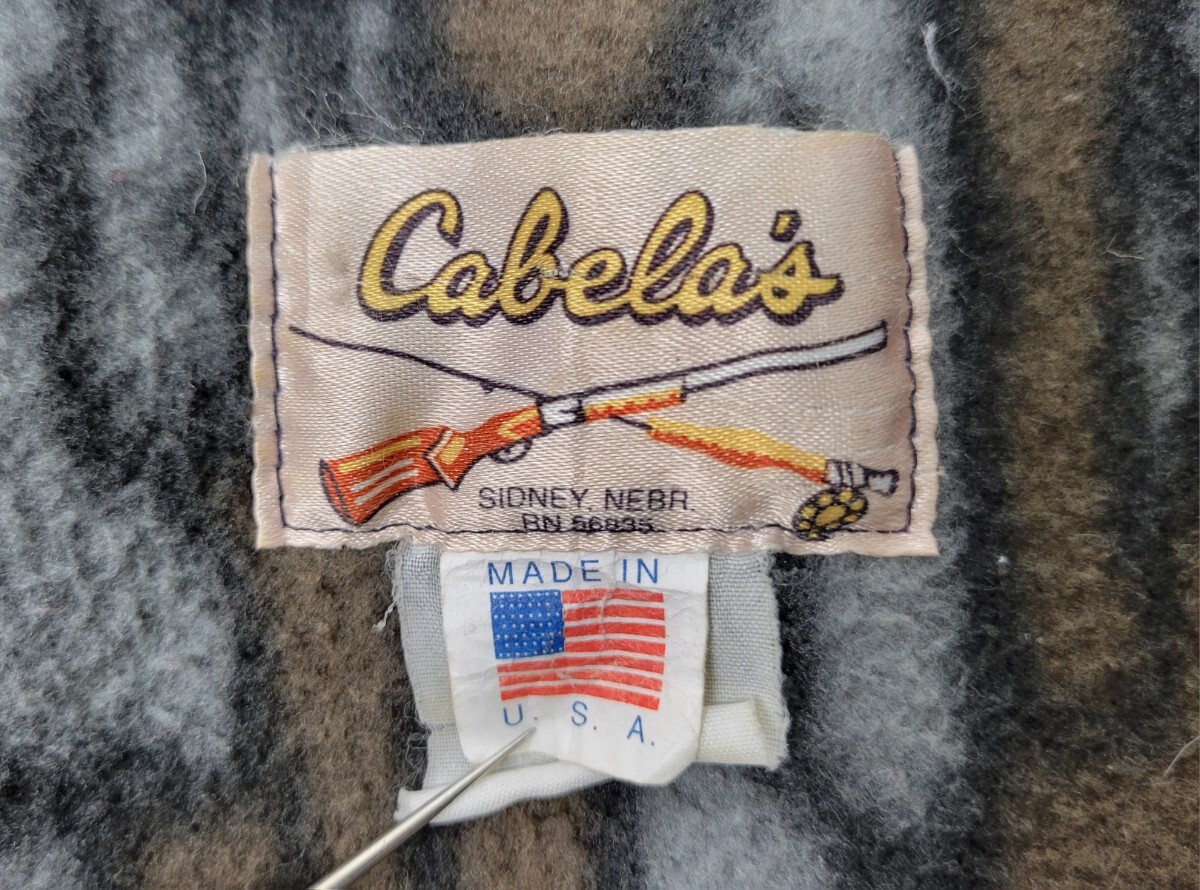 Cabela's
SIDNEY, NEBR.
RN 56835
MADE IN
U. S. A.